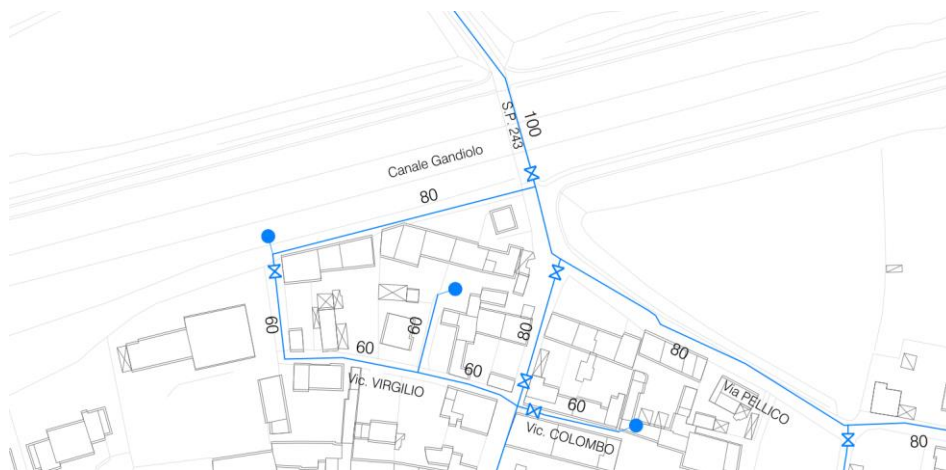 100
S.P. 243
Canale Gandiolo
80
60
60
80
60
60
80
Vic. VIRGILIO
60
Via PELLICO
Vic. COLOMBO
80